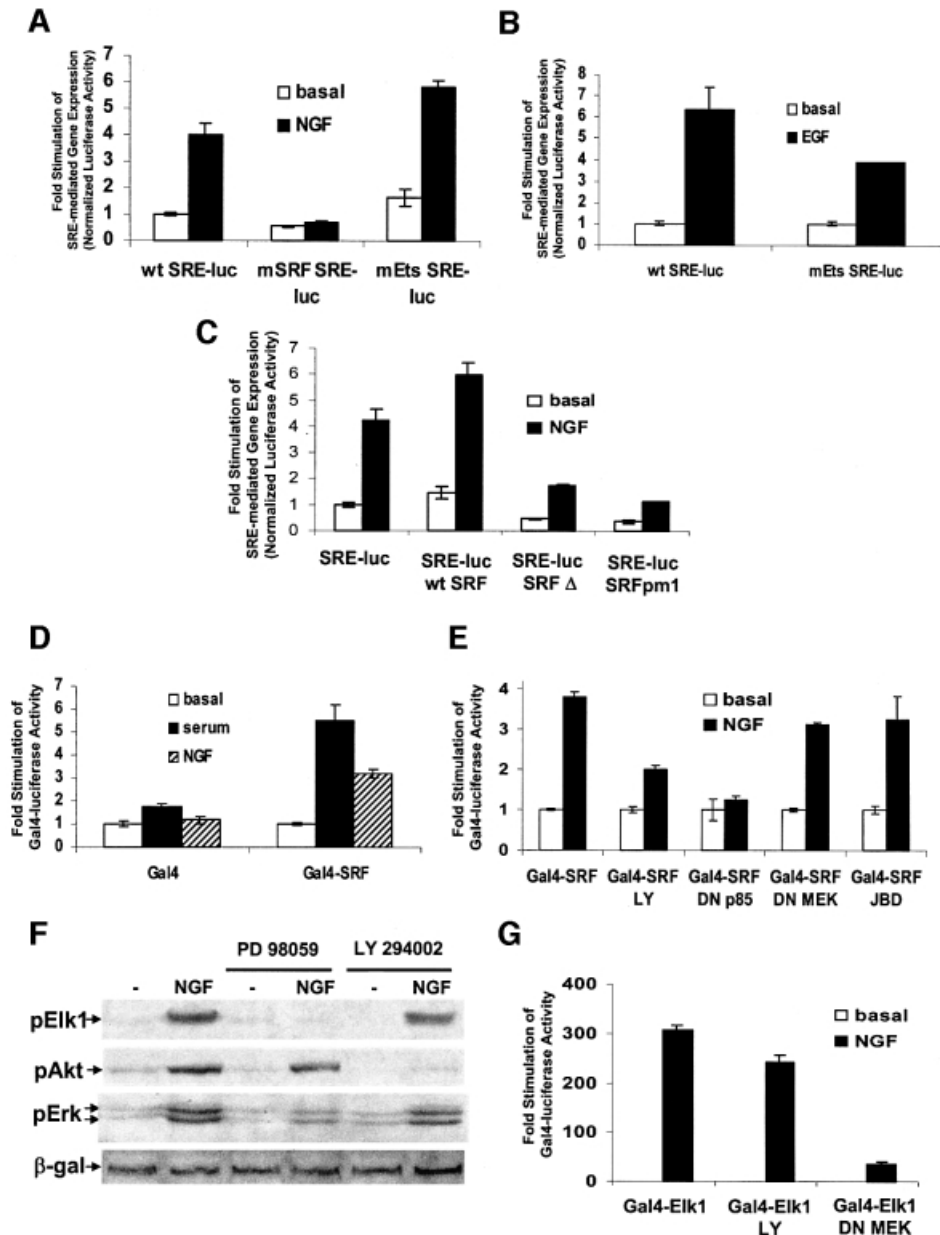 A
Fold Stimulation of
SRE-mediated Gene Expression
(Normalized Luciferase Activity)
7
6
5
4
3
2
1
0
basal
NGF
wt SRE-luc
mSRF SRE-
luc
mEts SRE-
luc
B
Fold Stimulation of
SRE-mediated Gene Expression
(Normalized Luciferase Activity)
8
7
6
5
4
3
2
1
0
basal
EGF
wt SRE-luc
mEts SRE-luc
C
Fold Stimulation of
SRE-mediated Gene Expression
(Normalized Luciferase Activity)
7
6
5
4
3
2
1
0
basal
NGF
SRE-luc
SRE-luc
wt SRF
SRE-luc
SRF Δ
SRE-luc
SRFpm1
D
Fold Stimulation of
Gal4-luciferase Activity
7
6
5
4
3
2
1
0
basal
serum
NGF
Gal4
Gal4-SRF
E
Fold Stimulation of
Gal4-luciferase Activity
4
3
2
1
0
basal
NGF
Gal4-SRF
Gal4-SRF
LY
Gal4-SRF
DN p85
Gal4-SRF
DN MEK
Gal4-SRF
JBD
F
PD 98059 LY 294002
- NGF - NGF - NGF
pElk1
pAkt
pErk
β-gal
G
Fold Stimulation of
Gal4-luciferase Activity
400
300
200
100
0
basal
NGF
Gal4-Elk1
Gal4-Elk1
LY
Gal4-Elk1
DN MEK